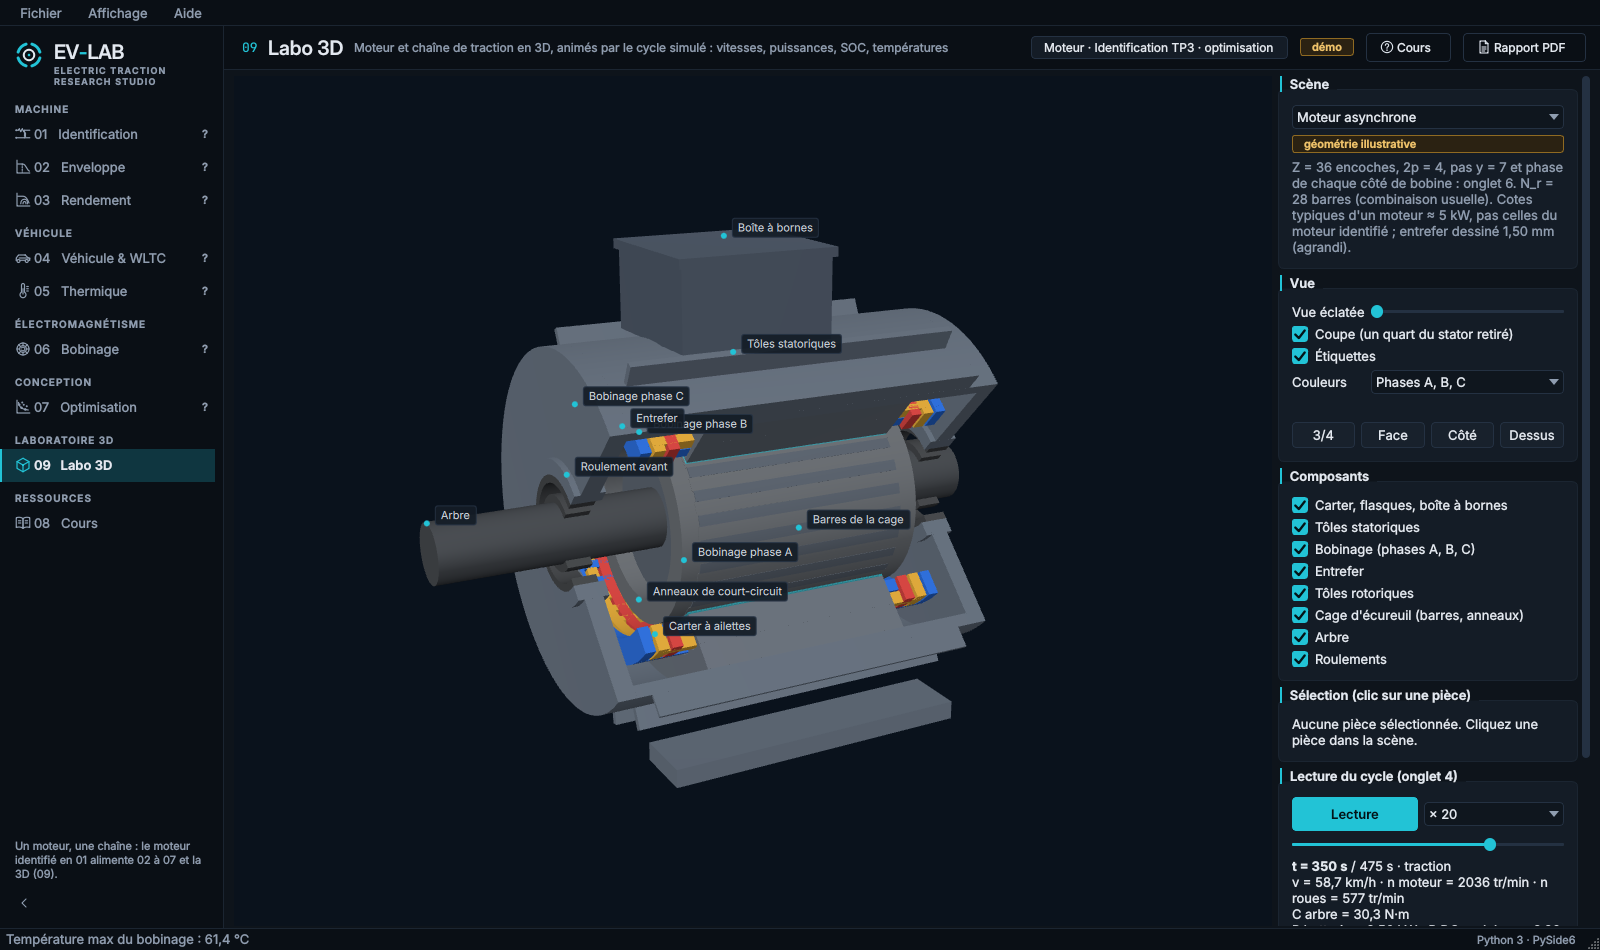 Fichier Affichage Aide
EV-LAB
ELECTRIC TRACTION
RESEARCH STUDIO
MACHINE
01 Identification ?
02 Enveloppe ?
03 Rendement ?
VÉHICULE
04 Véhicule & WLTC ?
05 Thermique ?
ÉLECTROMAGNÉTISME
06 Bobinage ?
CONCEPTION
07 Optimisation ?
LABORATOIRE 3D
09 Labo 3D
RESSOURCES
08 Cours
Un moteur, une chaîne : le moteur
identifié en 01 alimente 02 à 07 et la
3D (09).
09 Labo 3D Moteur et chaîne de traction en 3D, animés par le cycle simulé : vitesses, puissances, SOC, températures
Moteur · Identification TP3 · optimisation
démo
Cours
Rapport PDF
Boîte à bornes
Tôles statoriques
Bobinage phase C
Entrefer
age phase B
Roulement avant
Arbre
Barres de la cage
Bobinage phase A
Anneaux de court-circuit
Carter à ailettes
Scène
Moteur asynchrone
géométrie illustrative
Z = 36 encoches, 2p = 4, pas y = 7 et phase
de chaque côté de bobine : onglet 6. N_r =
28 barres (combinaison usuelle). Cotes
typiques d'un moteur ≈ 5 kW, pas celles du
moteur identifié ; entrefer dessiné 1,50 mm
(agrandi).
Vue
Vue éclatée
Coupe (un quart du stator retiré)
Étiquettes
Couleurs Phases A, B, C
3/4 Face Côté Dessus
Composants
Carter, flasques, boîte à bornes
Tôles statoriques
Bobinage (phases A, B, C)
Entrefer
Tôles rotoriques
Cage d'écureuil (barres, anneaux)
Arbre
Roulements
Sélection (clic sur une pièce)
Aucune pièce sélectionnée. Cliquez une
pièce dans la scène.
Lecture du cycle (onglet 4)
Lecture × 20
t = 350 s / 475 s · traction
v = 58,7 km/h · n moteur = 2036 tr/min · n
roues = 577 tr/min
C arbre = 30,3 N·m
Température max du bobinage : 61,4 °C
Python 3 · PySide6